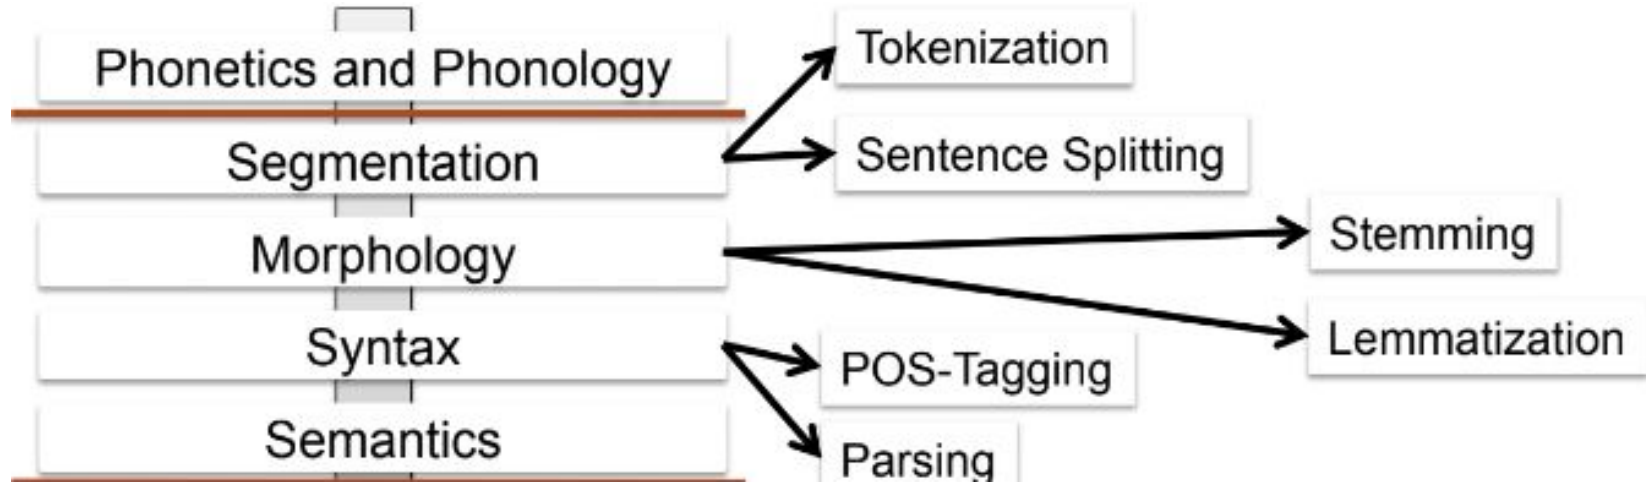 Phonetics and Phonology
Segmentation
Morphology
Syntax
Semantics
Tokenization
Sentence Splitting
Stemming
Lemmatization
POS-Tagging
Parsing